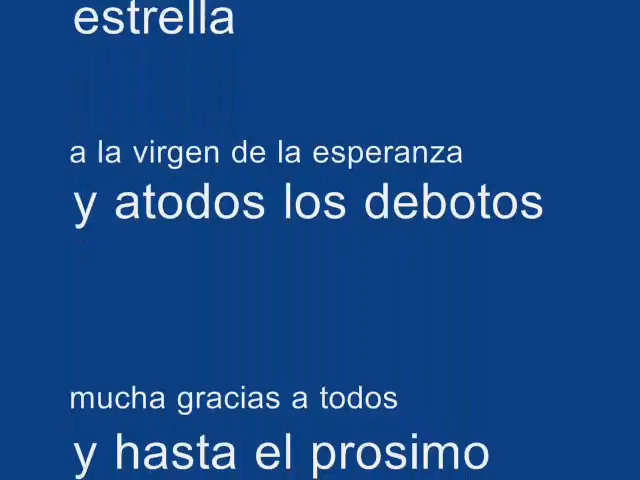 estrella
a la virgen de la esperanza
y atodos los debotos
mucha gracias a todos
y hasta el prosimo